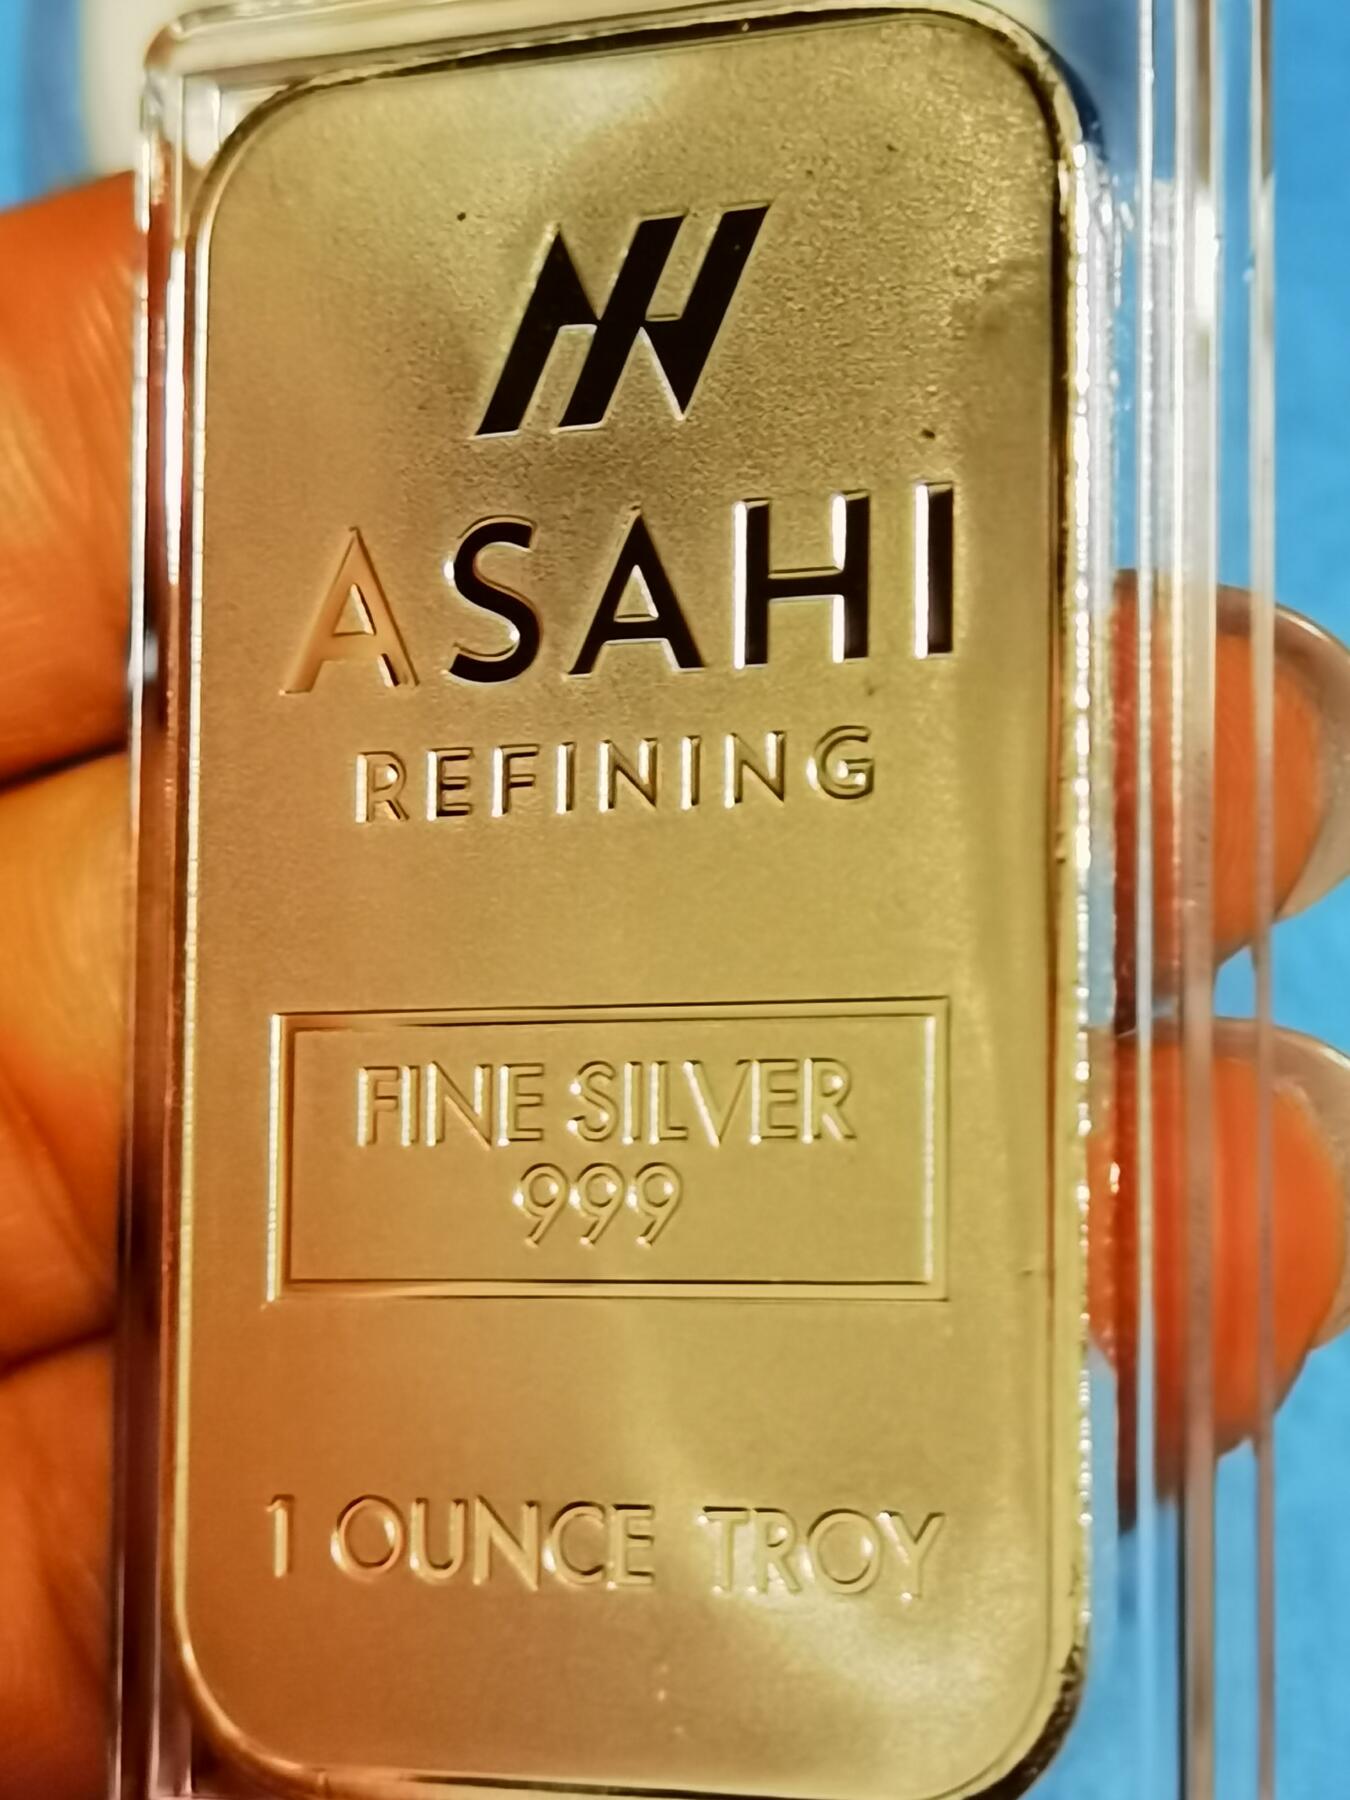 ASAHI
REFINING
FINE SILVER
999
1 OUNCE TROY